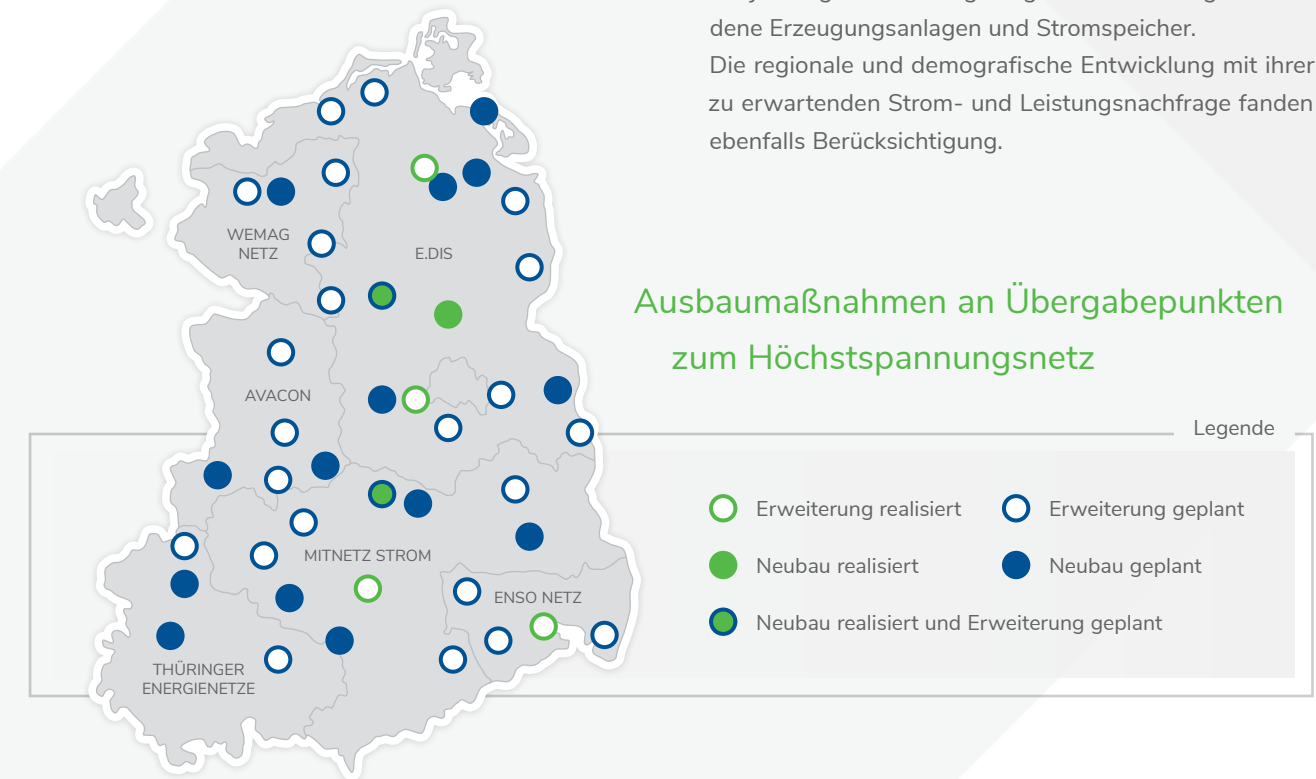 dene Erzeugungsanlagen und Stromspeicher.
Die regionale und demografische Entwicklung mit ihrer
zu erwartenden Strom- und Leistungsnachfrage fanden
ebenfalls Berücksichtigung.
Ausbaumaßnahmen an Übergabepunkten
zum Höchstspannungsnetz
WEMAG
NETZ
E.DIS
AVACON
MITNETZ STROM
ENSO NETZ
THÜRINGER
ENERGIENETZE
Legende
Erweiterung realisiert
Erweiterung geplant
Neubau realisiert
Neubau geplant
Neubau realisiert und Erweiterung geplant